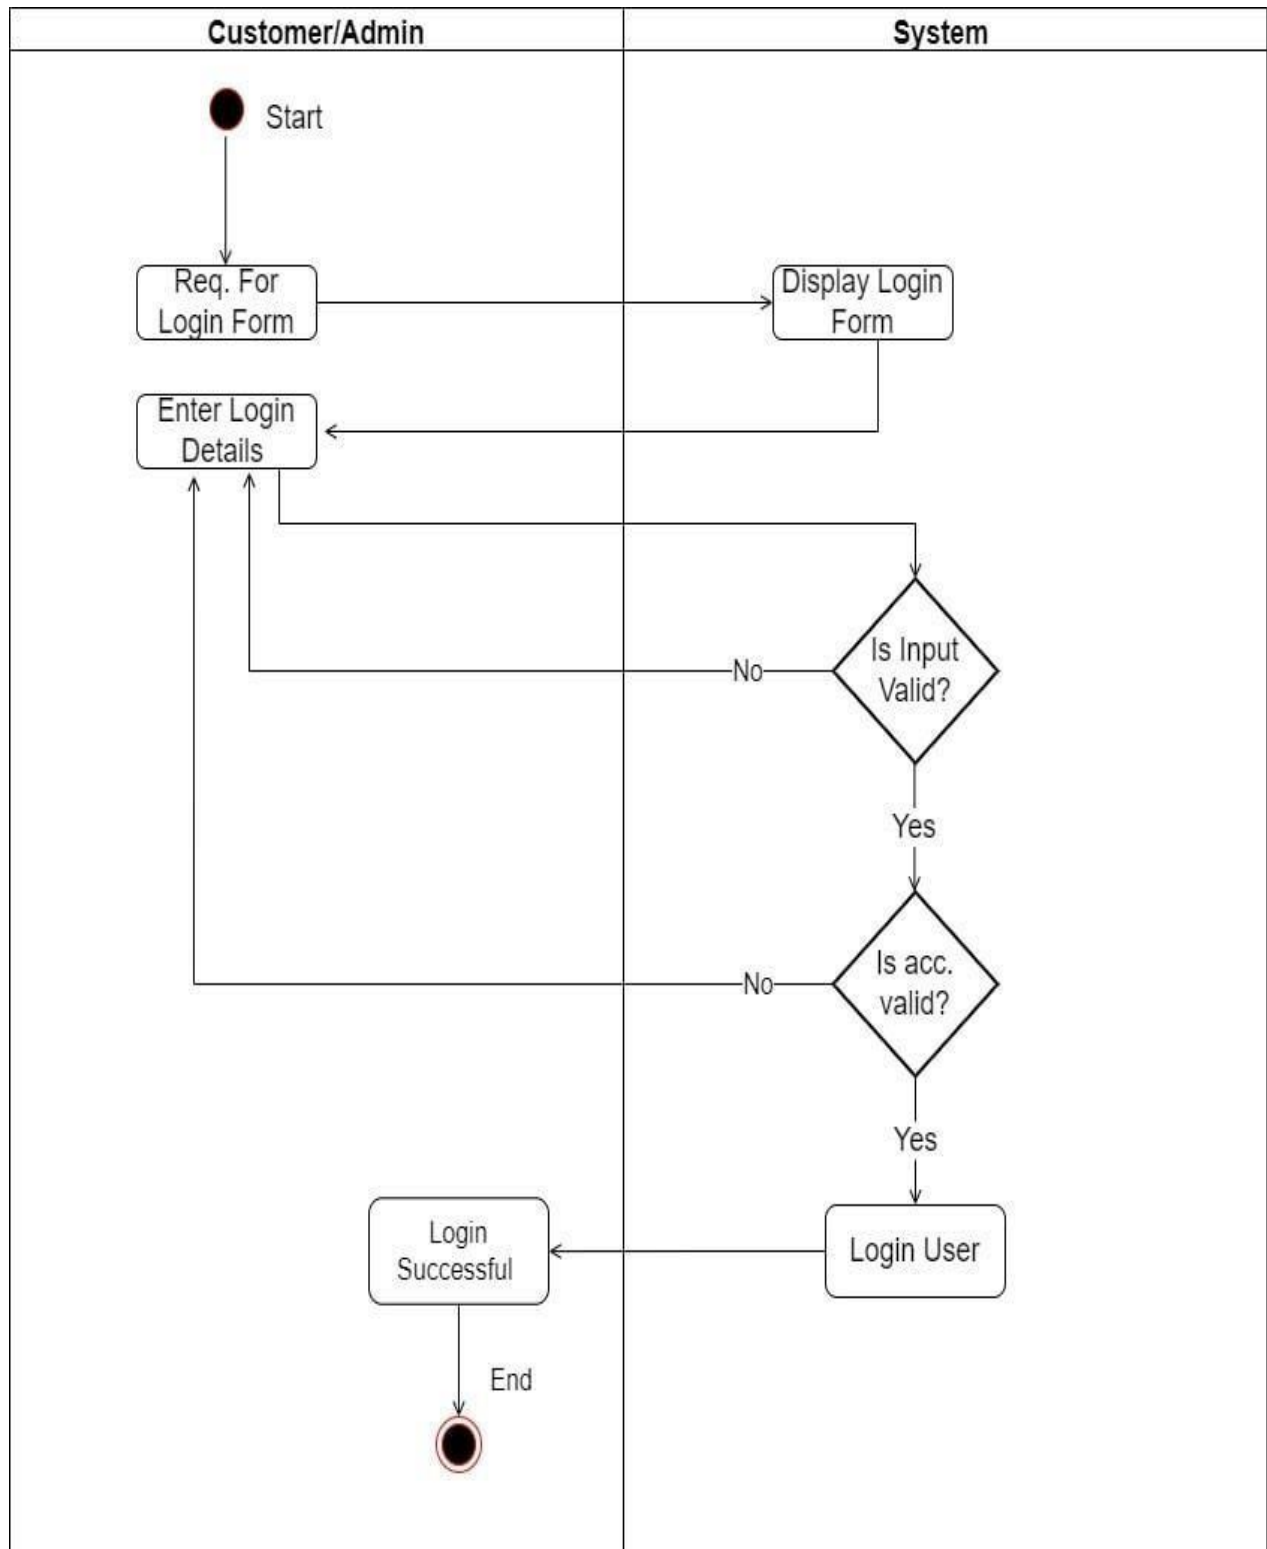 Customer/Admin
System
Start
Req. For
Login Form
Display Login
Form
Enter Login
Details
Is Input
Valid?
No
Yes
Is acc.
valid?
No
Yes
Login
Successful
Login User
End